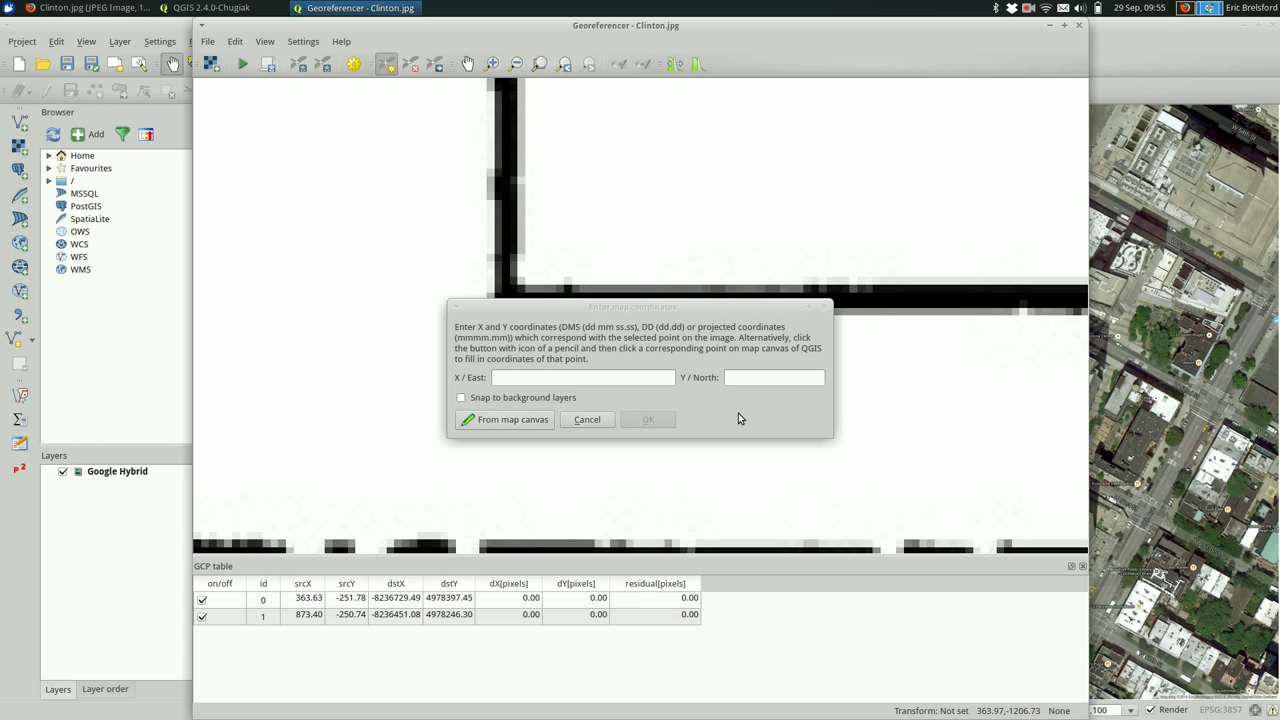 Clinton.jpg (JPEG Image, 1... QGIS 2.4.0-Chugiak Georeferencer - Clinton.jpg 29 Sep, 09:55 Eric Brelsford
Georeferencer - Clinton.jpg
Project Edit View Layer Settings
File Edit View Settings Help
Browser
Add
Home
Favourites
/
MSSQL
PostGIS
SpatiaLite
OWS
WCS
WFS
WMS
Enter map coordinates
Enter X and Y coordinates (DMS (dd mm ss.ss), DD (dd.dd) or projected coordinates
(mmmm.mm)) which correspond with the selected point on the image. Alternatively, click
the button with icon of a pencil and then click a corresponding point on map canvas of QGIS
to fill in coordinates of that point.
X / East: Y / North:
Snap to background layers
From map canvas Cancel OK
Layers
Google Hybrid
Layers Layer order
GCP table
on/off id srcX srcY dstX dstY dX[pixels] dY[pixels] residual[pixels]
0 363.63 -251.78 -8236729.49 4978397.45 0.00 0.00 0.00
1 873.40 -250.74 -8236451.08 4978246.30 0.00 0.00 0.00
Transform: Not set 363.97,-1206.73 None
,100 Render EPSG:3857